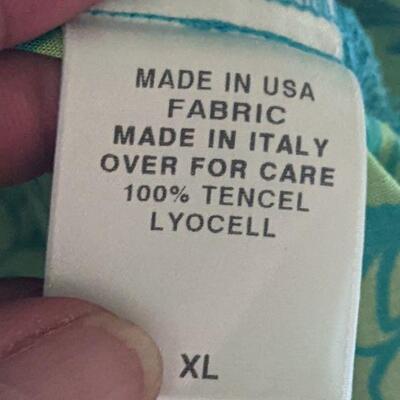 MADE IN USA
FABRIC
MADE IN ITALY
OVER FOR CARE
100% TENCEL
LYOCELL
XL